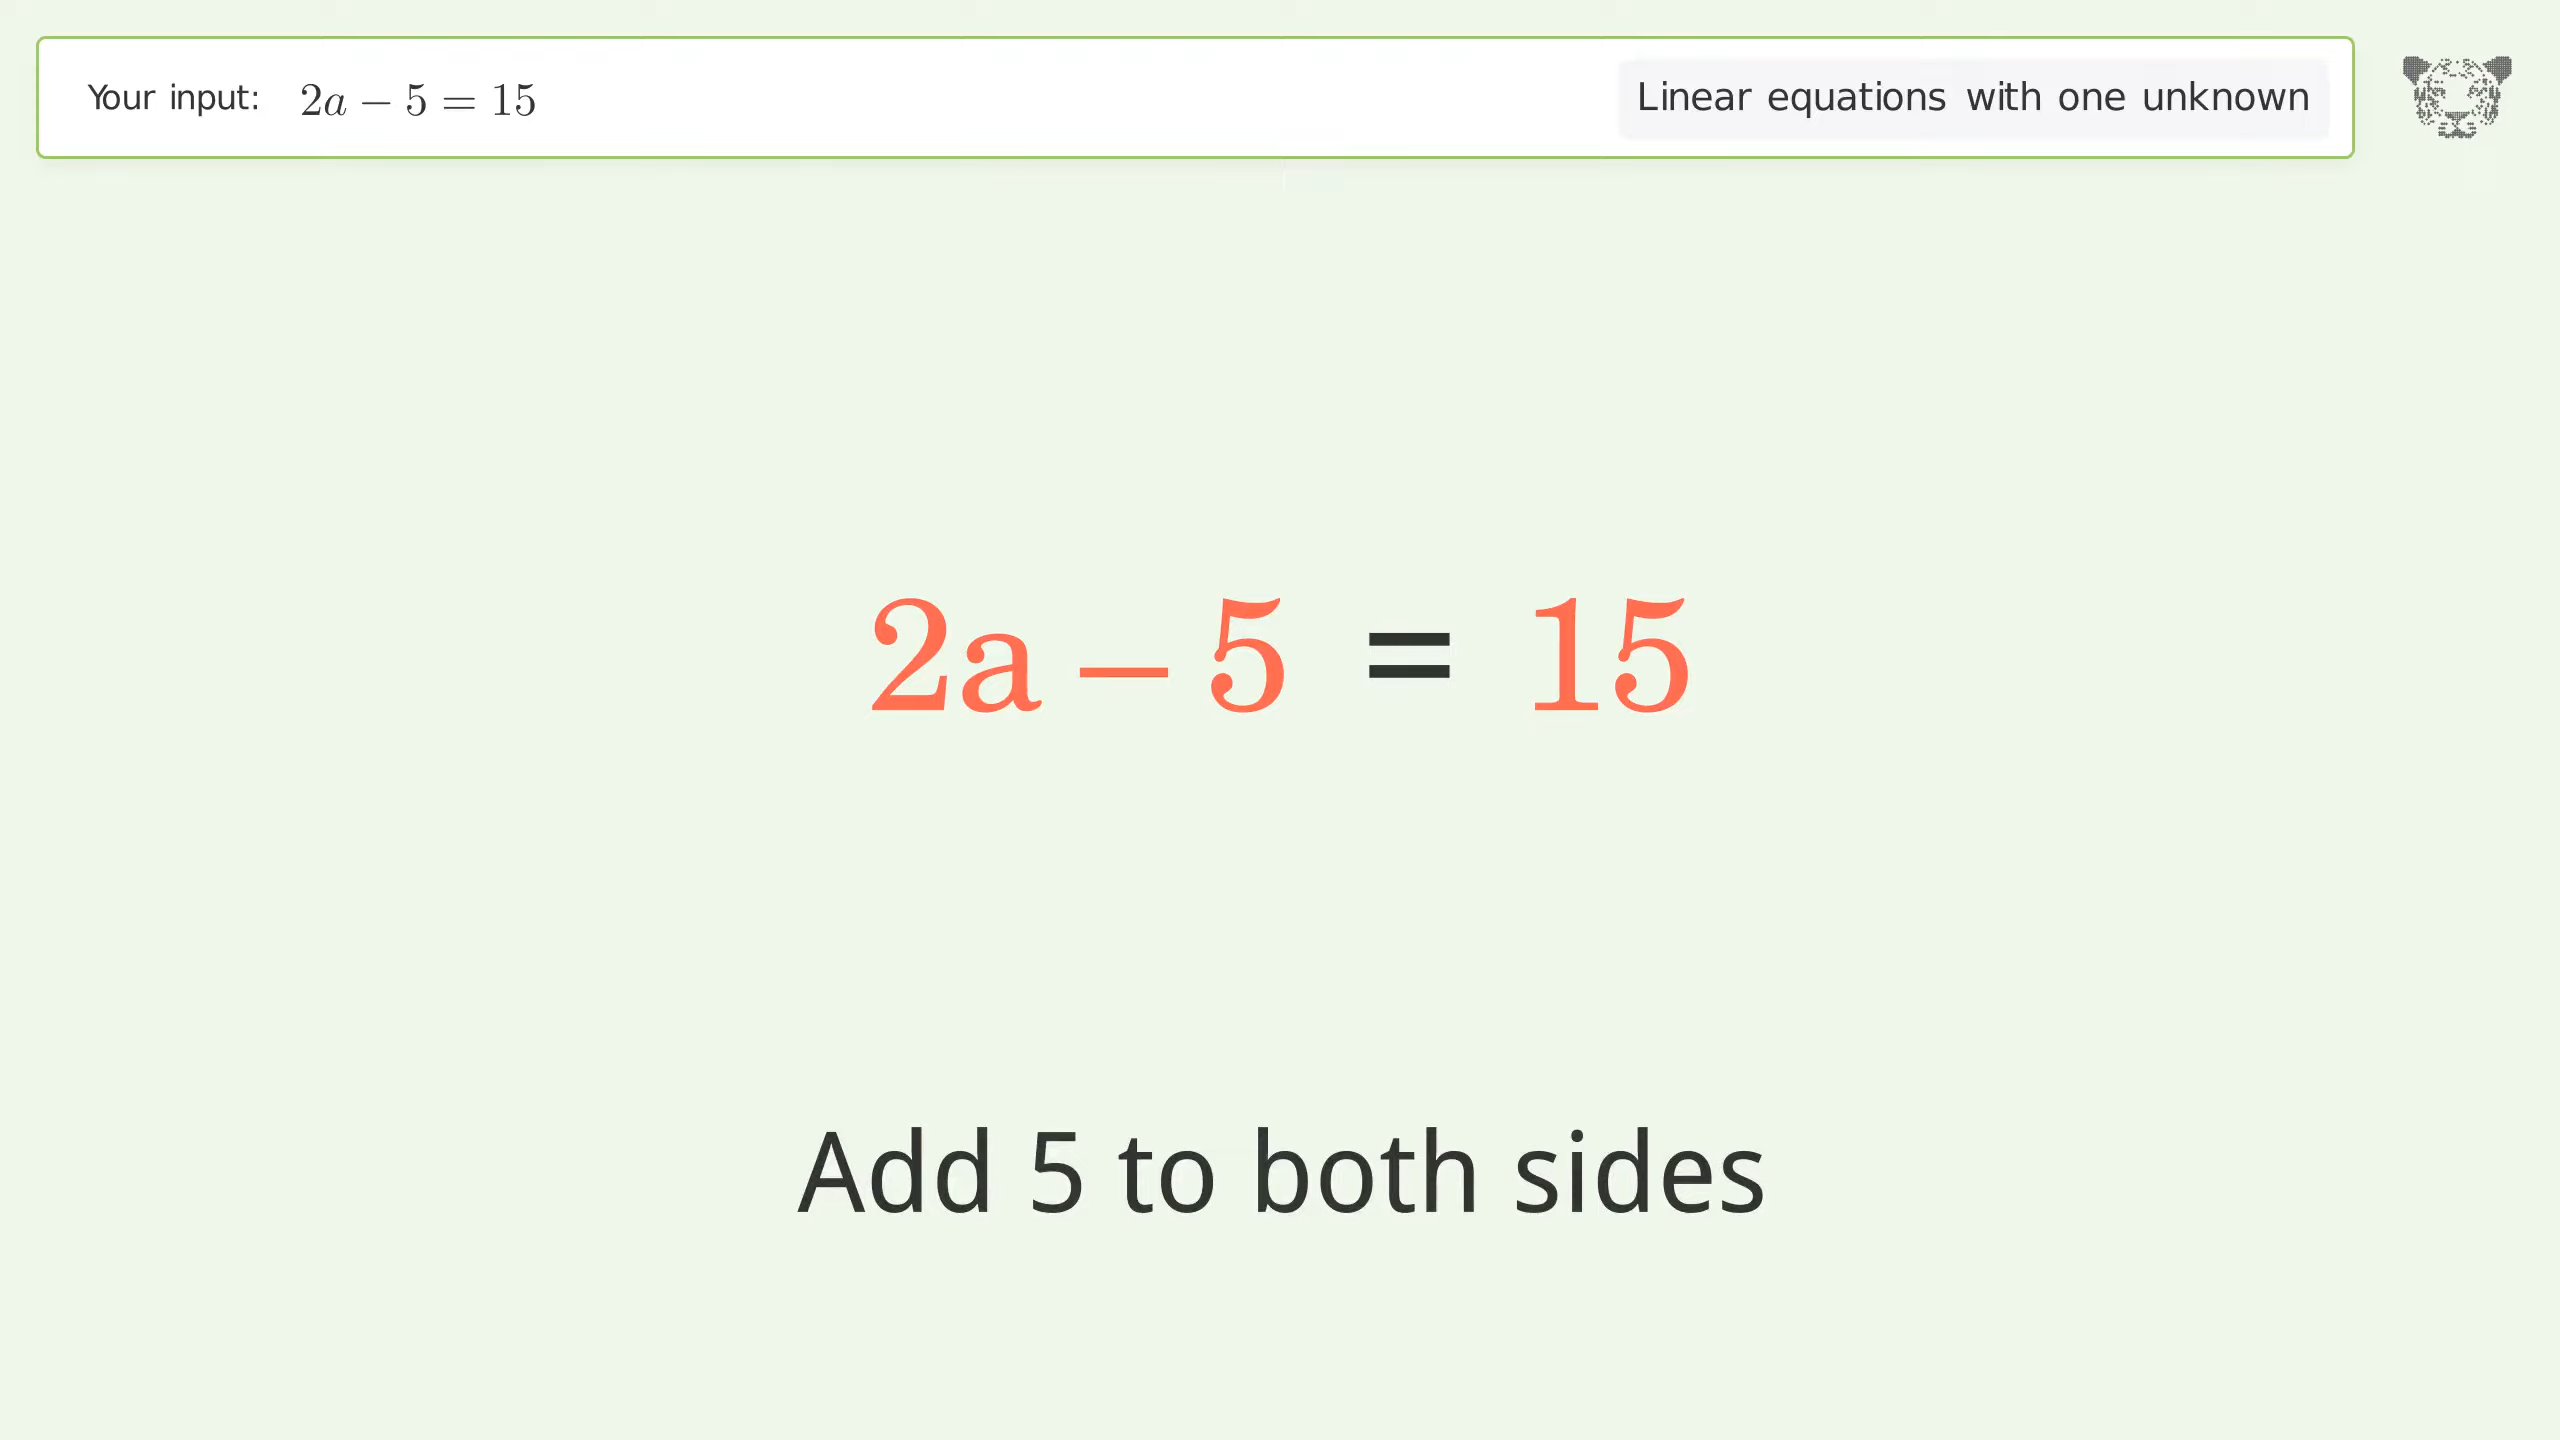 Your input: 2a − 5 = 15
Linear equations with one unknown
2a − 5 = 15
Add 5 to both sides